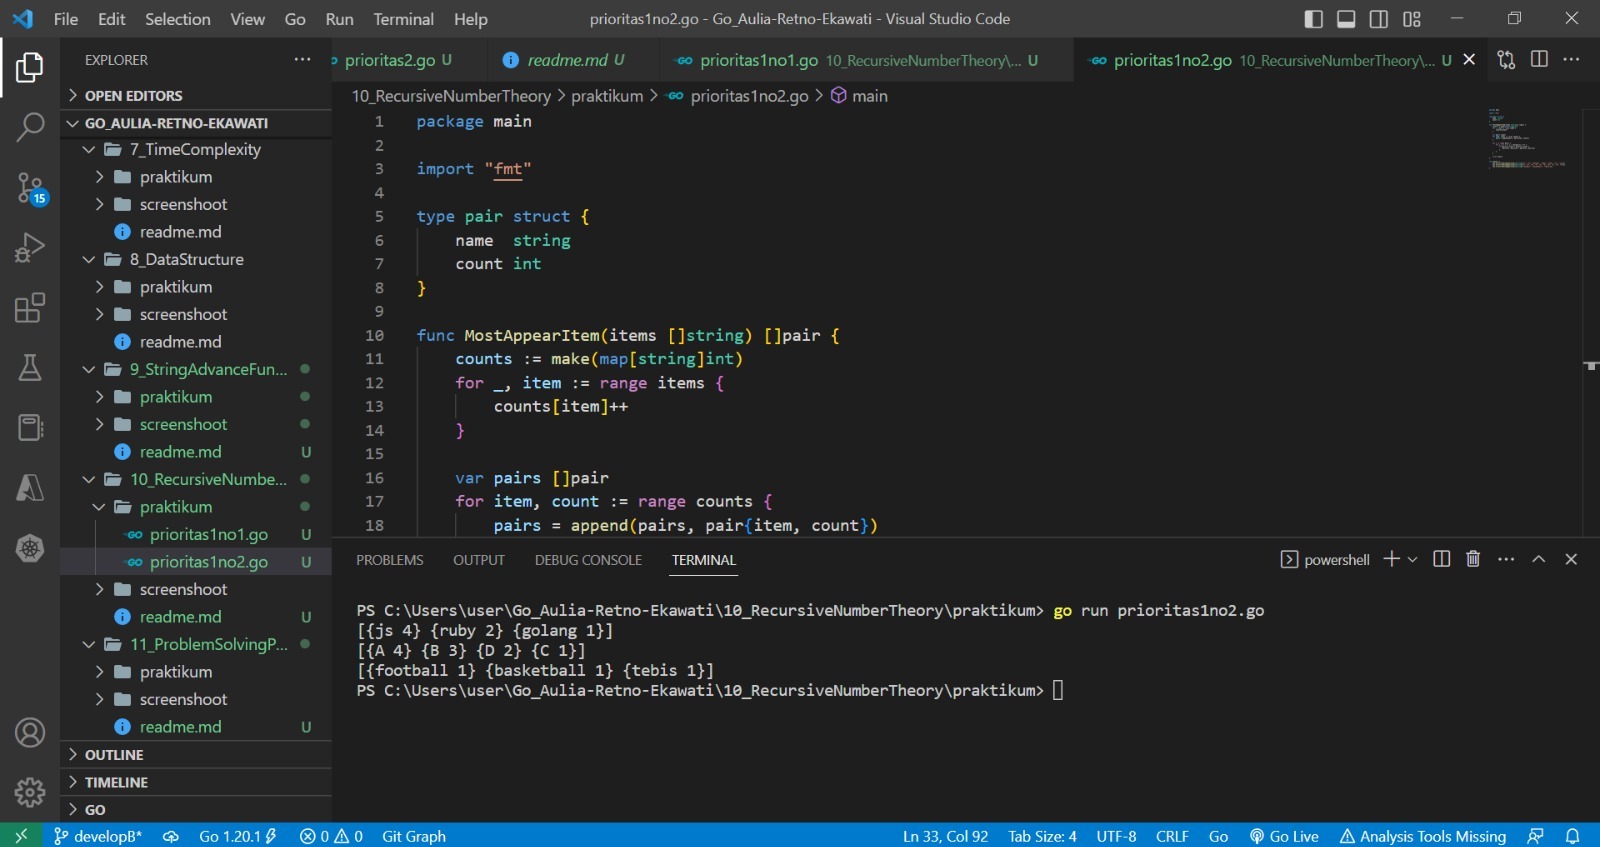 File Edit Selection View Go Run Terminal Help
prioritas1no2.go - Go_Aulia-Retno-Ekawati - Visual Studio Code
EXPLORER
OPEN EDITORS
GO_AULIA-RETNO-EKAWATI
7_TimeComplexity
praktikum
screenshoot
readme.md
8_DataStructure
praktikum
screenshoot
readme.md
9_StringAdvanceFun...
praktikum
screenshoot
readme.md U
10_RecursiveNumbe...
praktikum
prioritas1no1.go U
prioritas1no2.go U
screenshoot
readme.md U
11_ProblemSolvingP...
praktikum
screenshoot
readme.md U
OUTLINE
TIMELINE
GO
15
prioritas2.go U
readme.md U
prioritas1no1.go 10_RecursiveNumberTheory\... U
prioritas1no2.go 10_RecursiveNumberTheory\... U
10_RecursiveNumberTheory > praktikum > prioritas1no2.go > main
1 package main
2
3 import "fmt"
4
5 type pair struct {
6 name string
7 count int
8 }
9
10 func MostAppearItem(items []string) []pair {
11 counts := make(map[string]int)
12 for _, item := range items {
13 counts[item]++
14 }
15
16 var pairs []pair
17 for item, count := range counts {
18 pairs = append(pairs, pair{item, count})
PROBLEMS OUTPUT DEBUG CONSOLE TERMINAL
powershell
PS C:\Users\user\Go_Aulia-Retno-Ekawati\10_RecursiveNumberTheory\praktikum> go run prioritas1no2.go
[{js 4} {ruby 2} {golang 1}]
[{A 4} {B 3} {D 2} {C 1}]
[{football 1} {basketball 1} {tebis 1}]
PS C:\Users\user\Go_Aulia-Retno-Ekawati\10_RecursiveNumberTheory\praktikum>
developB* Go 1.20.1 0 0 Git Graph
Ln 33, Col 92 Tab Size: 4 UTF-8 CRLF Go Go Live Analysis Tools Missing